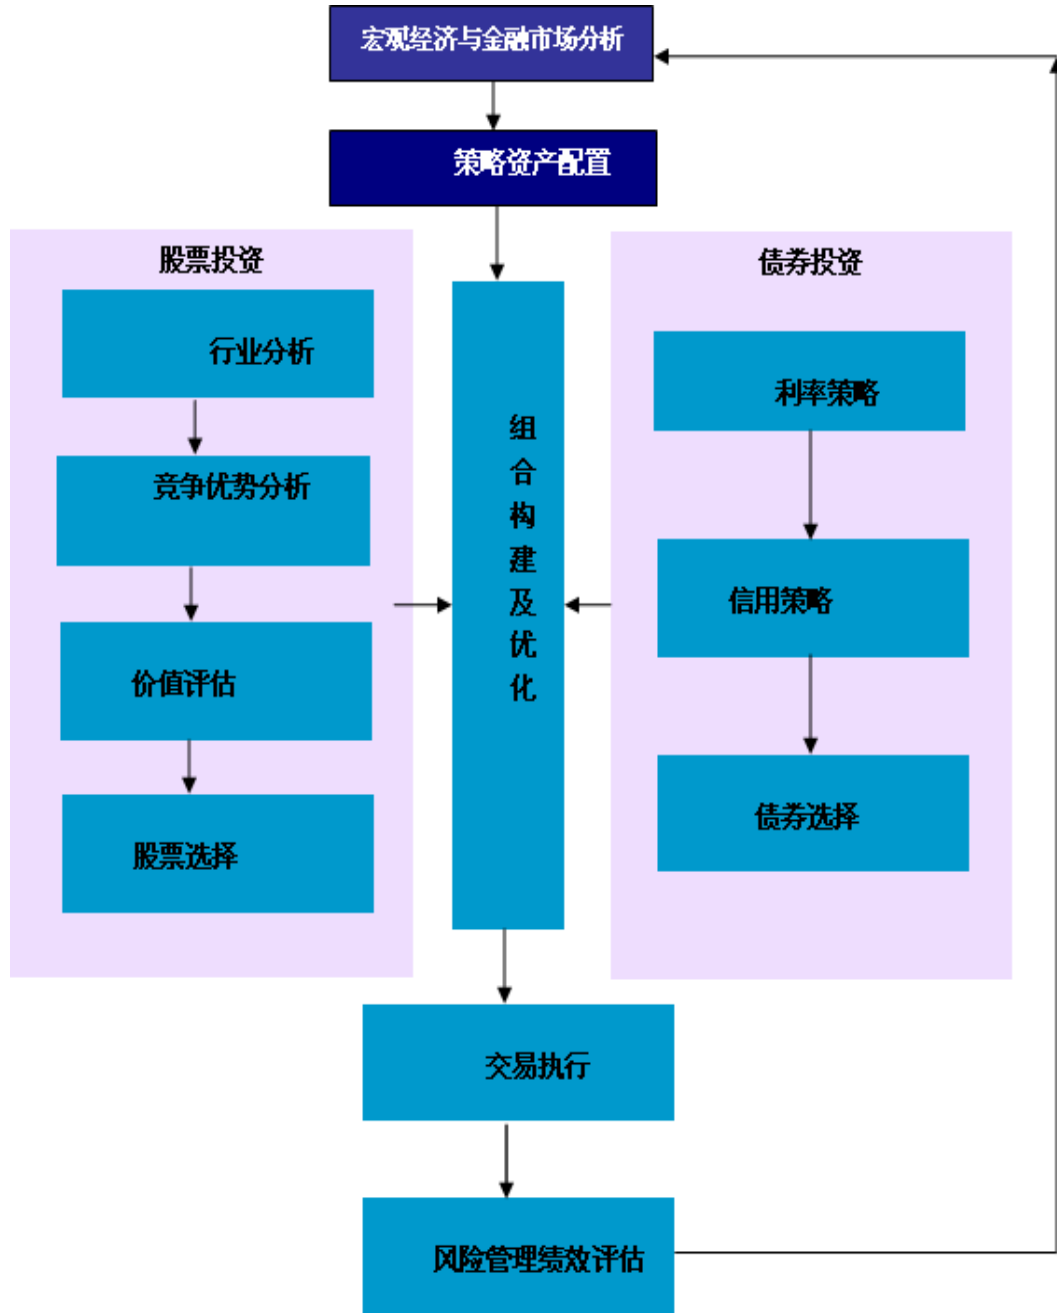 宏观经济与金融市场分析
策略资产配置
股票投资
行业分析
竞争优势分析
价值评估
股票选择
组
合
构
建
及
优
化
债券投资
利率策略
信用策略
债券选择
交易执行
风险管理绩效评估